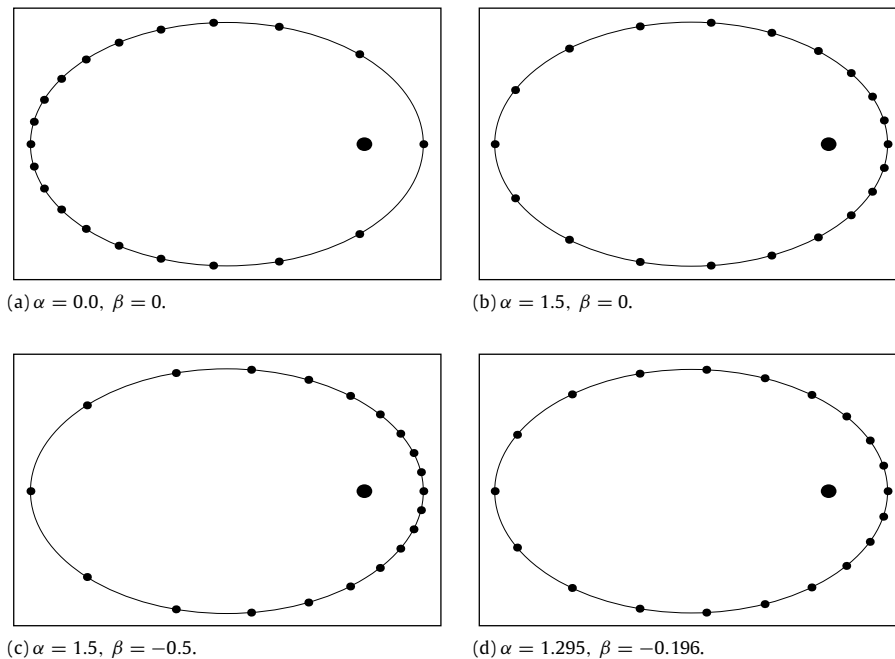 (a) α = 0.0, β = 0.
(b) α = 1.5, β = 0.
(c) α = 1.5, β = −0.5.
(d) α = 1.295, β = −0.196.